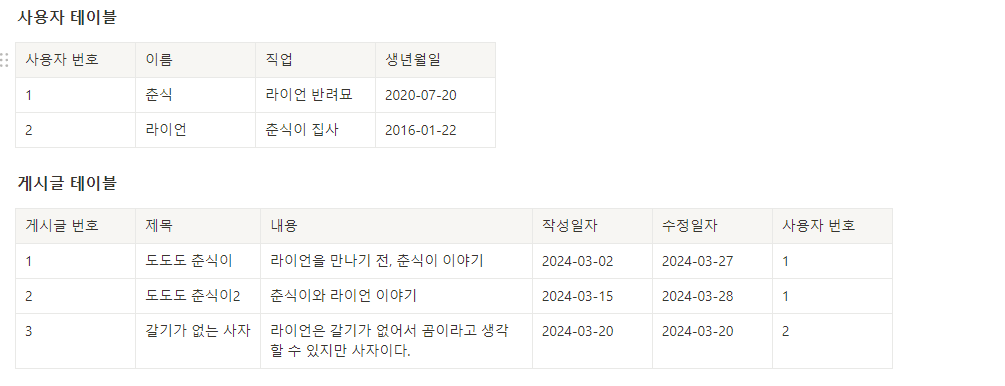 사용자 테이블
사용자 번호 이름 직업 생년월일
1 춘식 라이언 반려묘 2020-07-20
2 라이언 춘식이 집사 2016-01-22
게시글 테이블
게시글 번호 제목 내용 작성일자 수정일자 사용자 번호
1 도도도 춘식이 라이언을 만나기 전, 춘식이 이야기 2024-03-02 2024-03-27 1
2 도도도 춘식이2 춘식이와 라이언 이야기 2024-03-15 2024-03-28 1
3 갈기가 없는 사자 라이언은 갈기가 없어서 곰이라고 생각 2024-03-20 2024-03-20 2
할 수 있지만 사자이다.